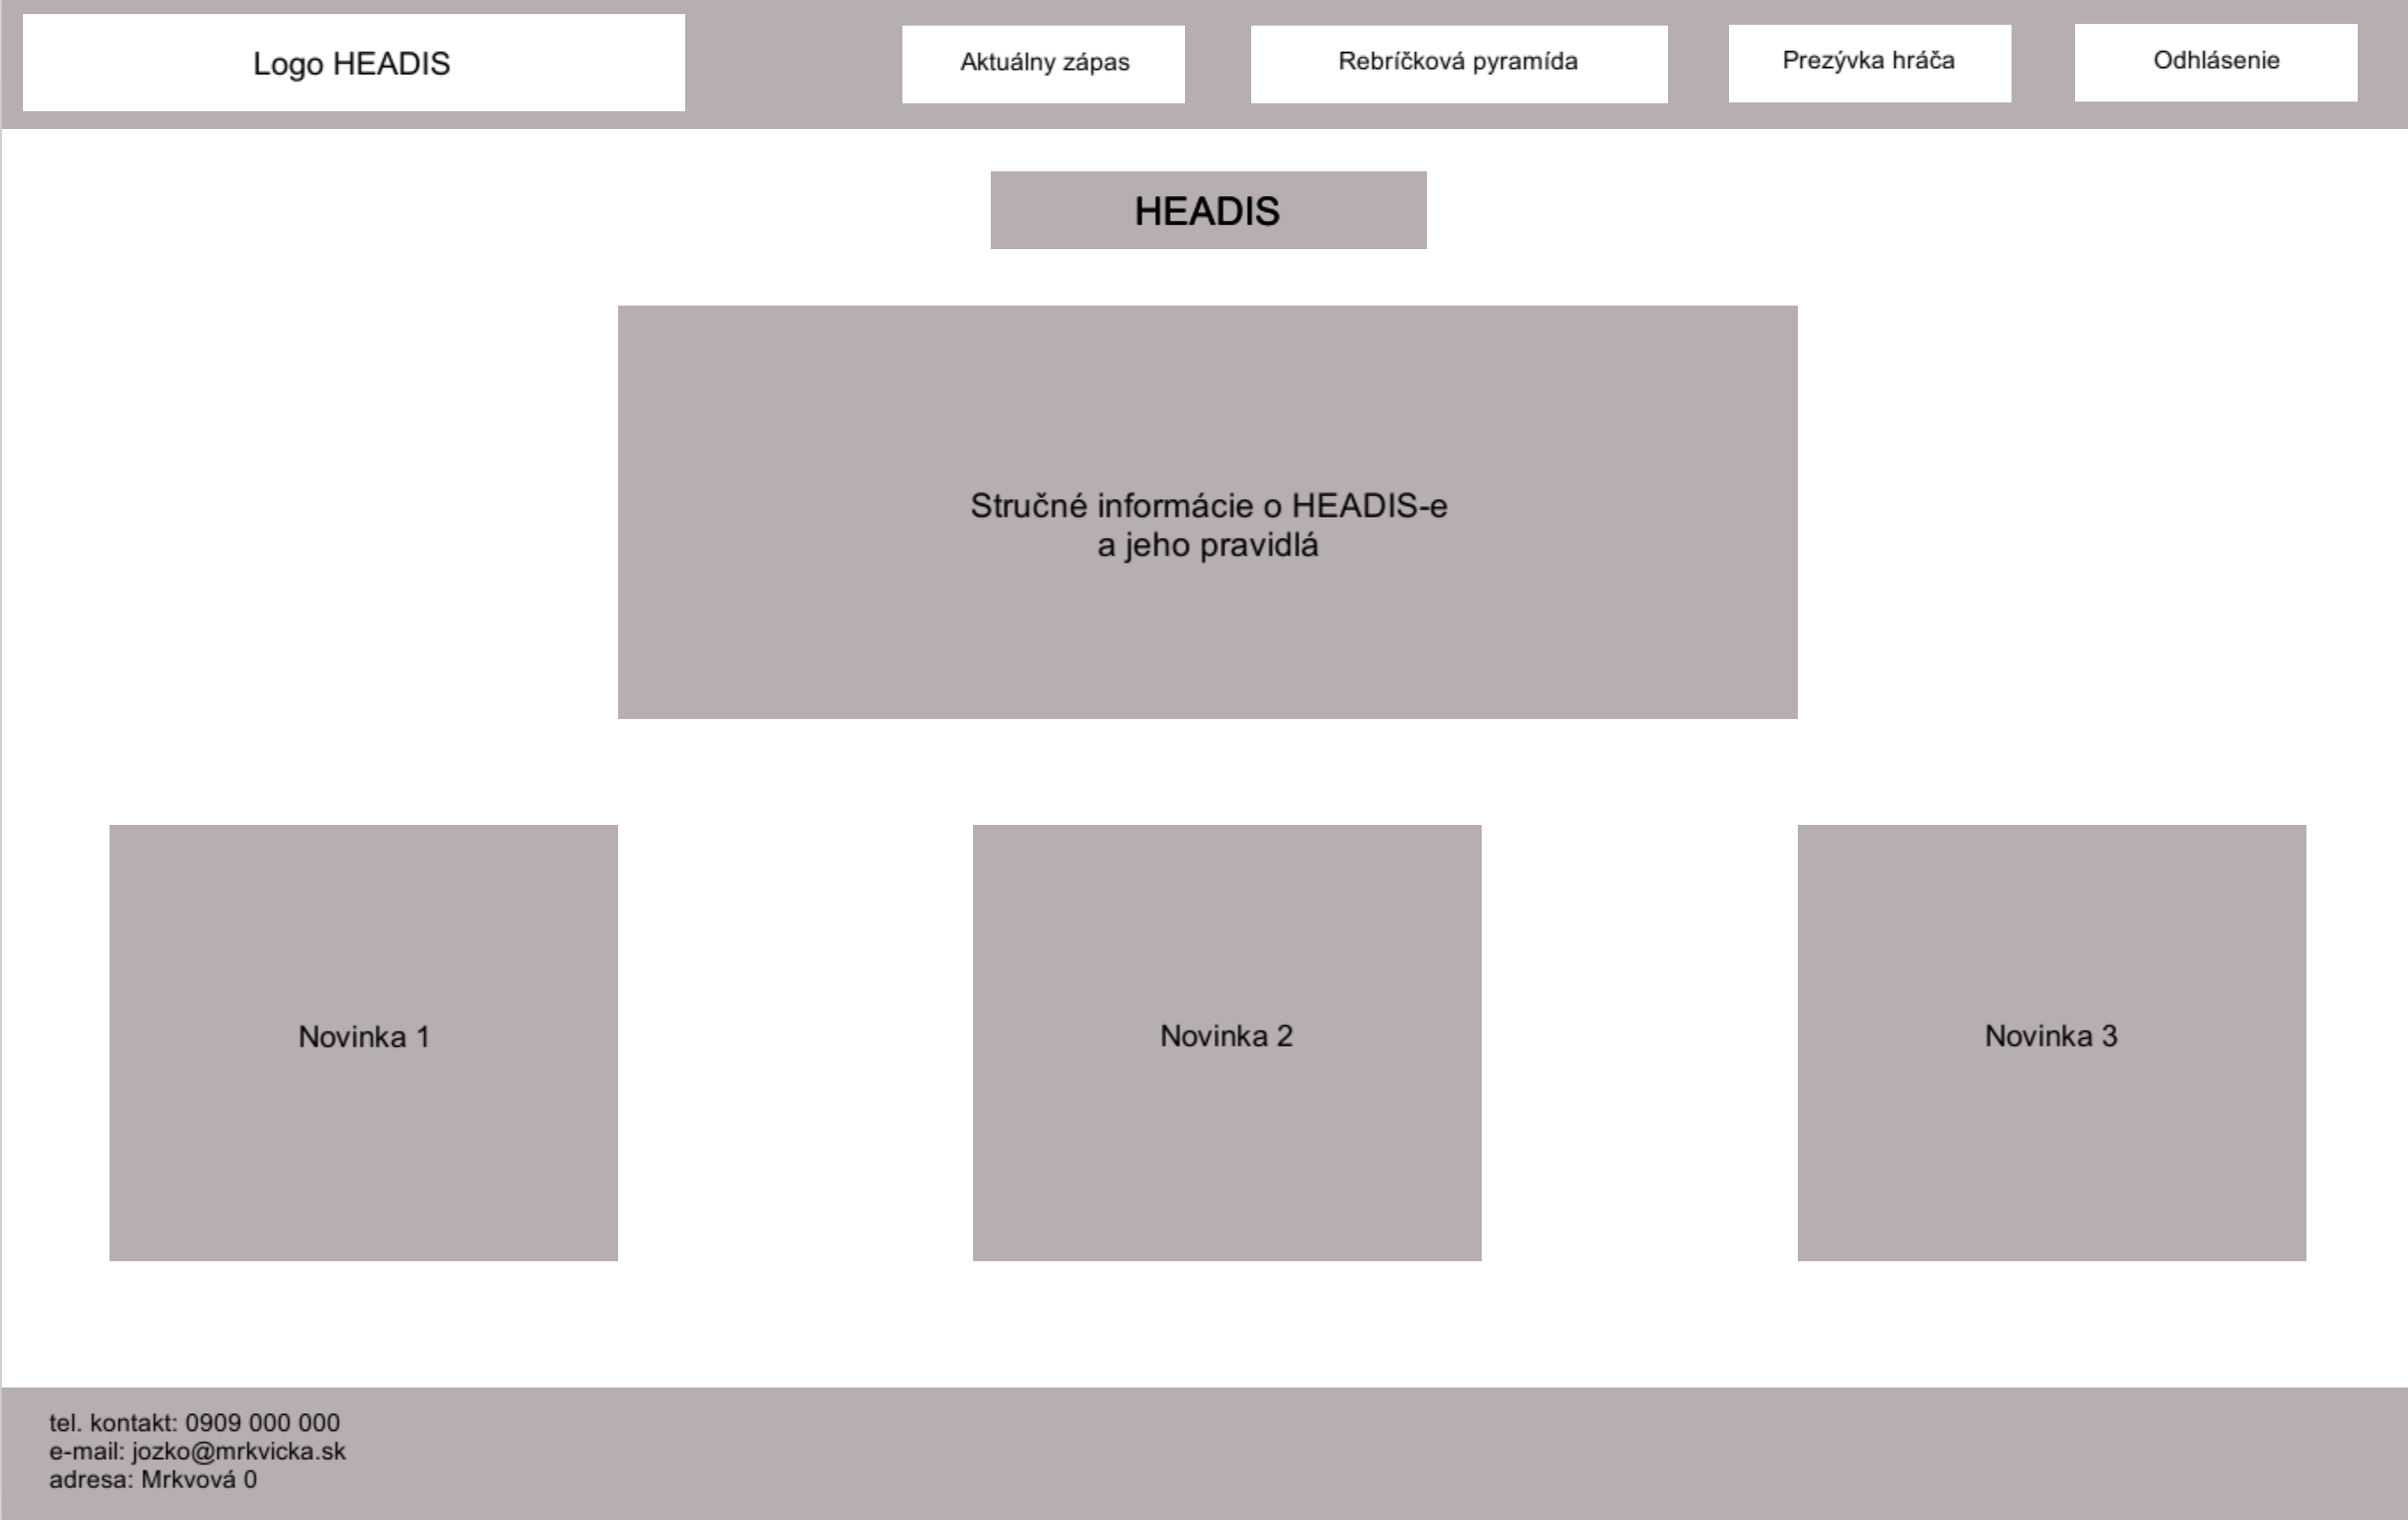 Logo HEADIS
Aktuálny zápas
Rebríčková pyramída
Prezývka hráča
Odhlásenie
HEADIS
Stručné informácie o HEADIS-e
a jeho pravidlá
Novinka 1
Novinka 2
Novinka 3
tel. kontakt: 0909 000 000
e-mail: jozko@mrkvicka.sk
adresa: Mrkvová 0